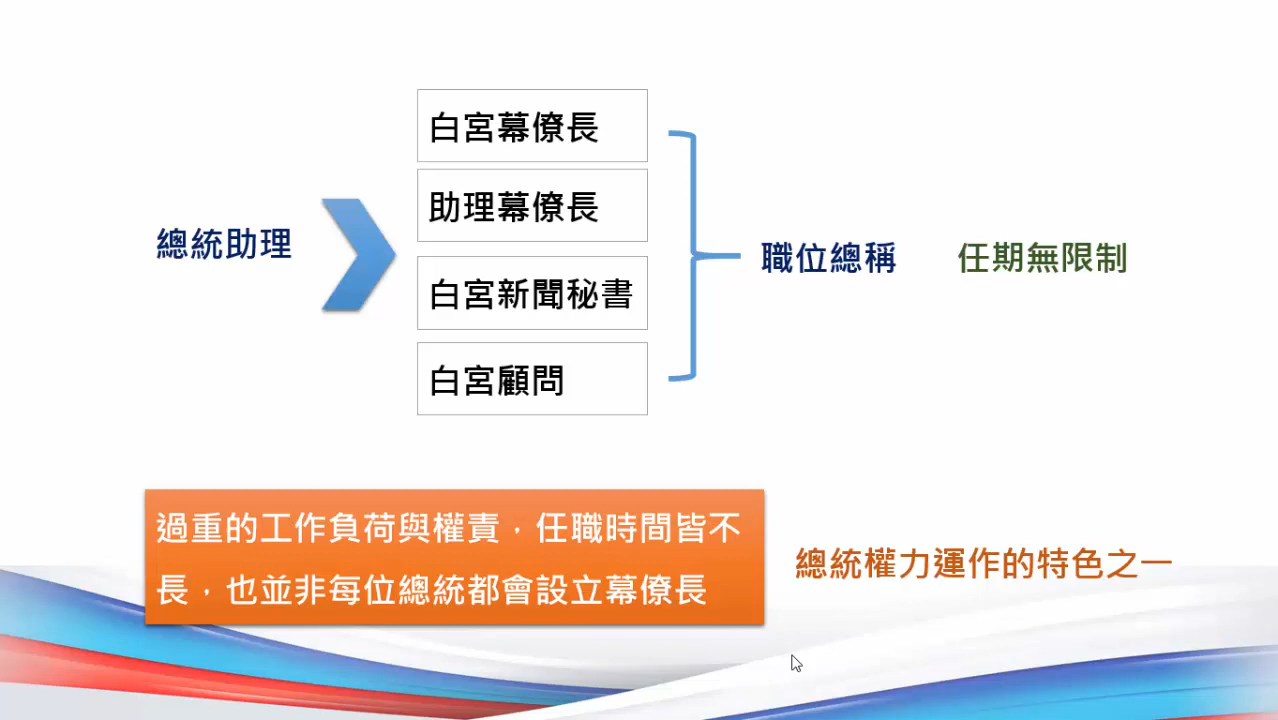 總統助理
白宮幕僚長
助理幕僚長
白宮新聞秘書
白宮顧問
職位總稱
任期無限制
過重的工作負荷與權責，任職時間皆不
長，也並非每位總統都會設立幕僚長
總統權力運作的特色之一